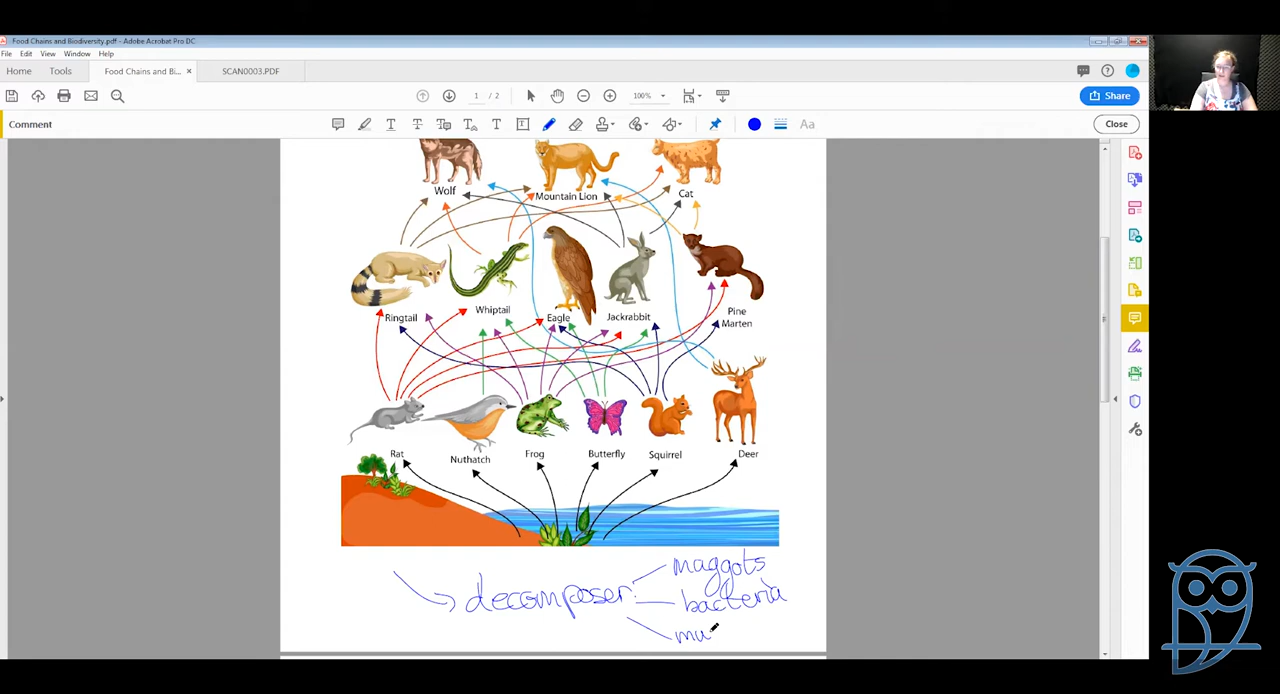 Food Chains and Biodiversity.pdf - Adobe Acrobat Pro DC
File Edit View Window Help
Home Tools Food Chains and Bi... × SCAN0003.PDF
1 / 2 100% Share
Comment Aa Close
Wolf Mountain Lion Cat
Ringtail Whiptail Eagle Jackrabbit Pine Marten
Rat Nuthatch Frog Butterfly Squirrel Deer
maggots
decomposer bacteria
mu